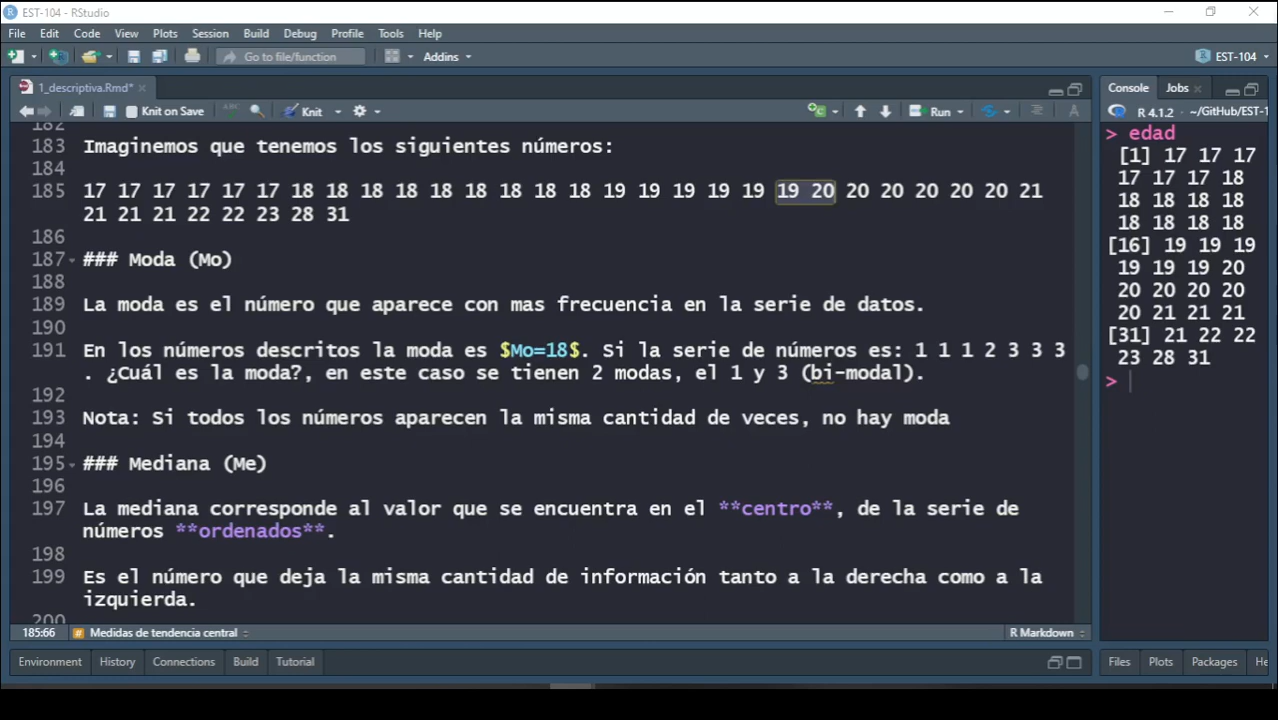 EST-104 - RStudio
File Edit Code View Plots Session Build Debug Profile Tools Help
Go to file/function Addins EST-104
1_descriptiva.Rmd*
Knit on Save ABC Knit Run
182
183 Imaginemos que tenemos los siguientes números:
184
185 17 17 17 17 17 17 18 18 18 18 18 18 18 18 18 19 19 19 19 19 19 20 20 20 20 20 20 21
21 21 21 22 22 23 28 31
186
187 ### Moda (Mo)
188
189 La moda es el número que aparece con mas frecuencia en la serie de datos.
190
191 En los números descritos la moda es $Mo=18$. Si la serie de números es: 1 1 1 2 3 3 3
. ¿Cuál es la moda?, en este caso se tienen 2 modas, el 1 y 3 (bi-modal).
192
193 Nota: Si todos los números aparecen la misma cantidad de veces, no hay moda
194
195 ### Mediana (Me)
196
197 La mediana corresponde al valor que se encuentra en el **centro**, de la serie de
números **ordenados**.
198
199 Es el número que deja la misma cantidad de información tanto a la derecha como a la
izquierda.
200
185:66 # Medidas de tendencia central R Markdown
Environment History Connections Build Tutorial
Console Jobs
R 4.1.2 · ~/GitHub/EST-1
> edad
[1] 17 17 17
17 17 17 18
18 18 18 18
18 18 18 18
[16] 19 19 19
19 19 19 20
20 20 20 20
20 21 21 21
[31] 21 22 22
23 28 31
>
Files Plots Packages He